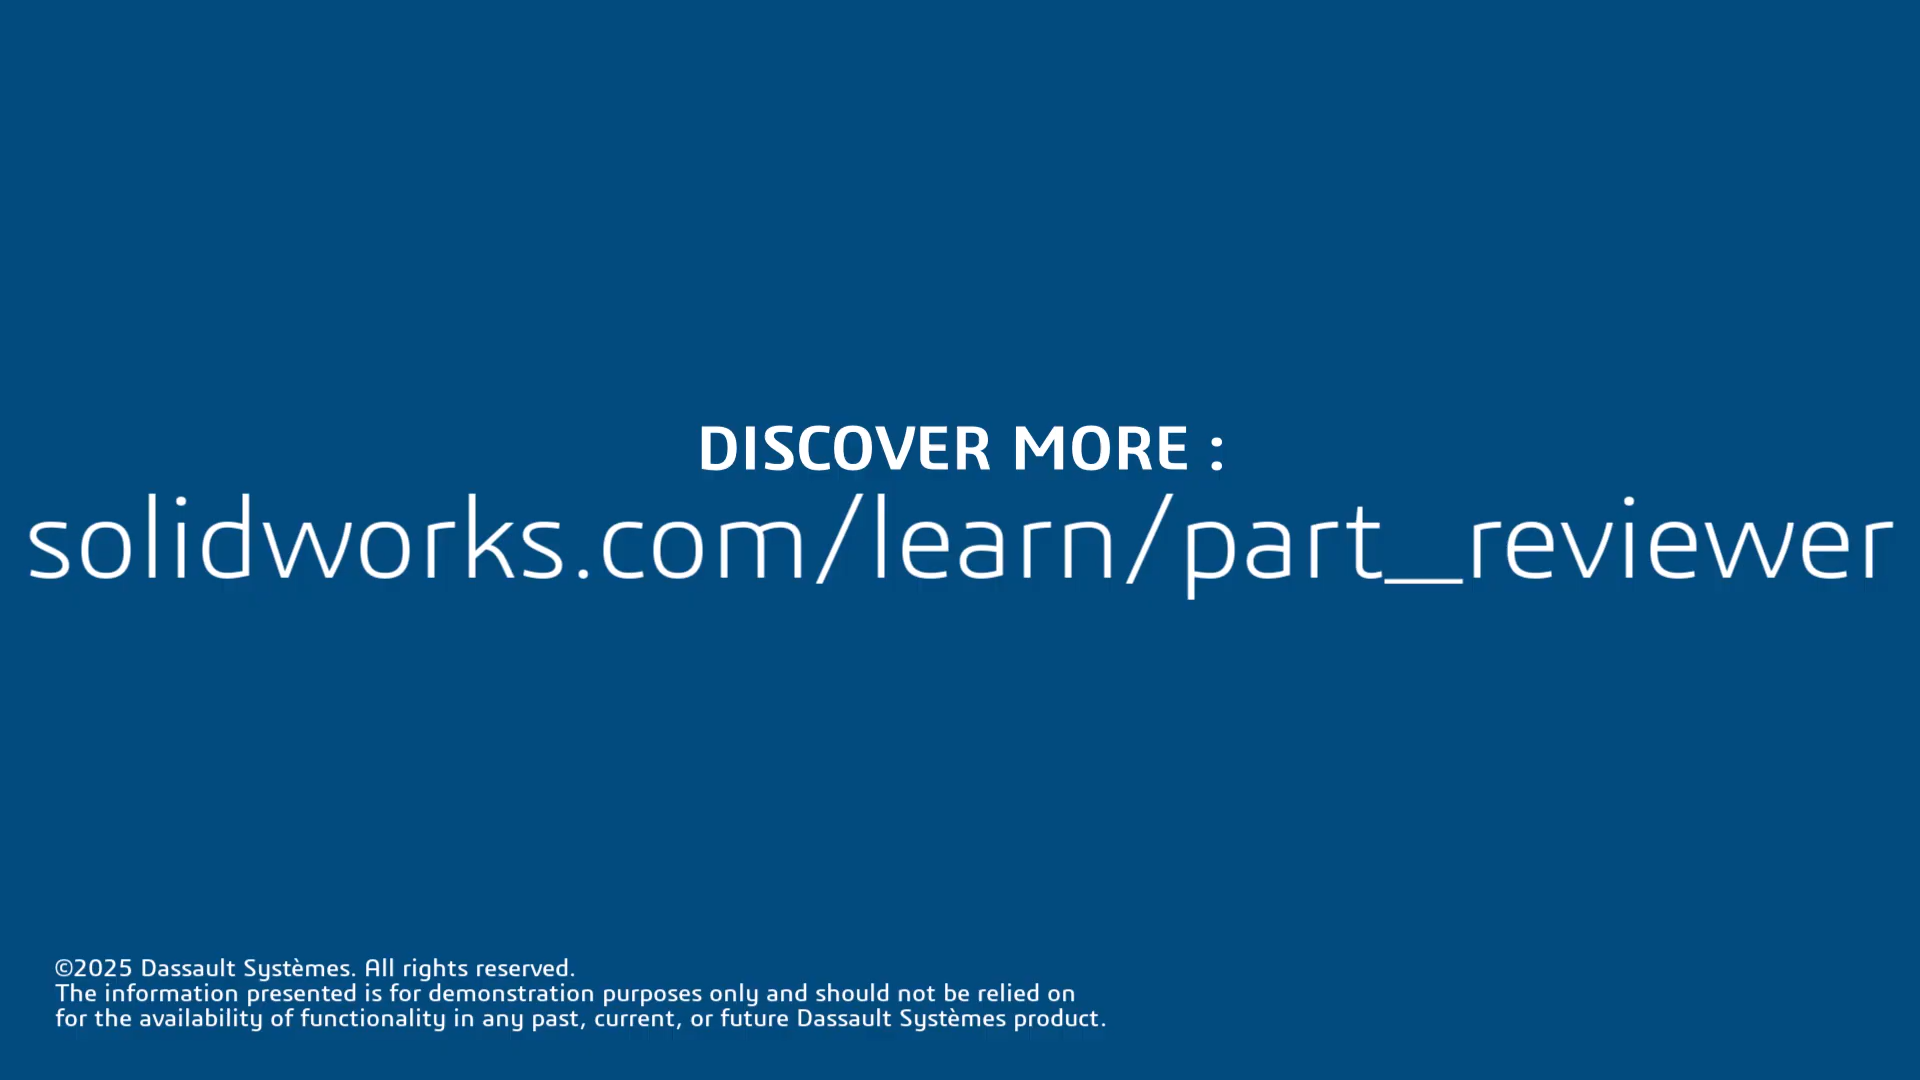 DISCOVER MORE :
solidworks.com/learn/part_reviewer
©2025 Dassault Systèmes. All rights reserved.
The information presented is for demonstration purposes only and should not be relied on
for the availability of functionality in any past, current, or future Dassault Systèmes product.